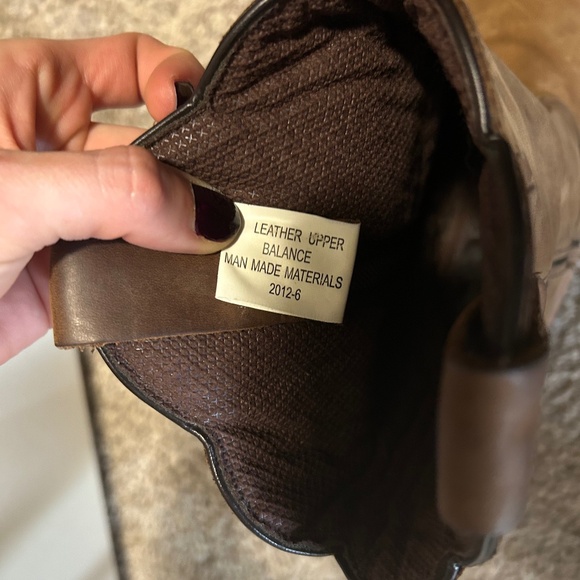 LEATHER UPPER
BALANCE
MAN MADE MATERIALS
2012-6